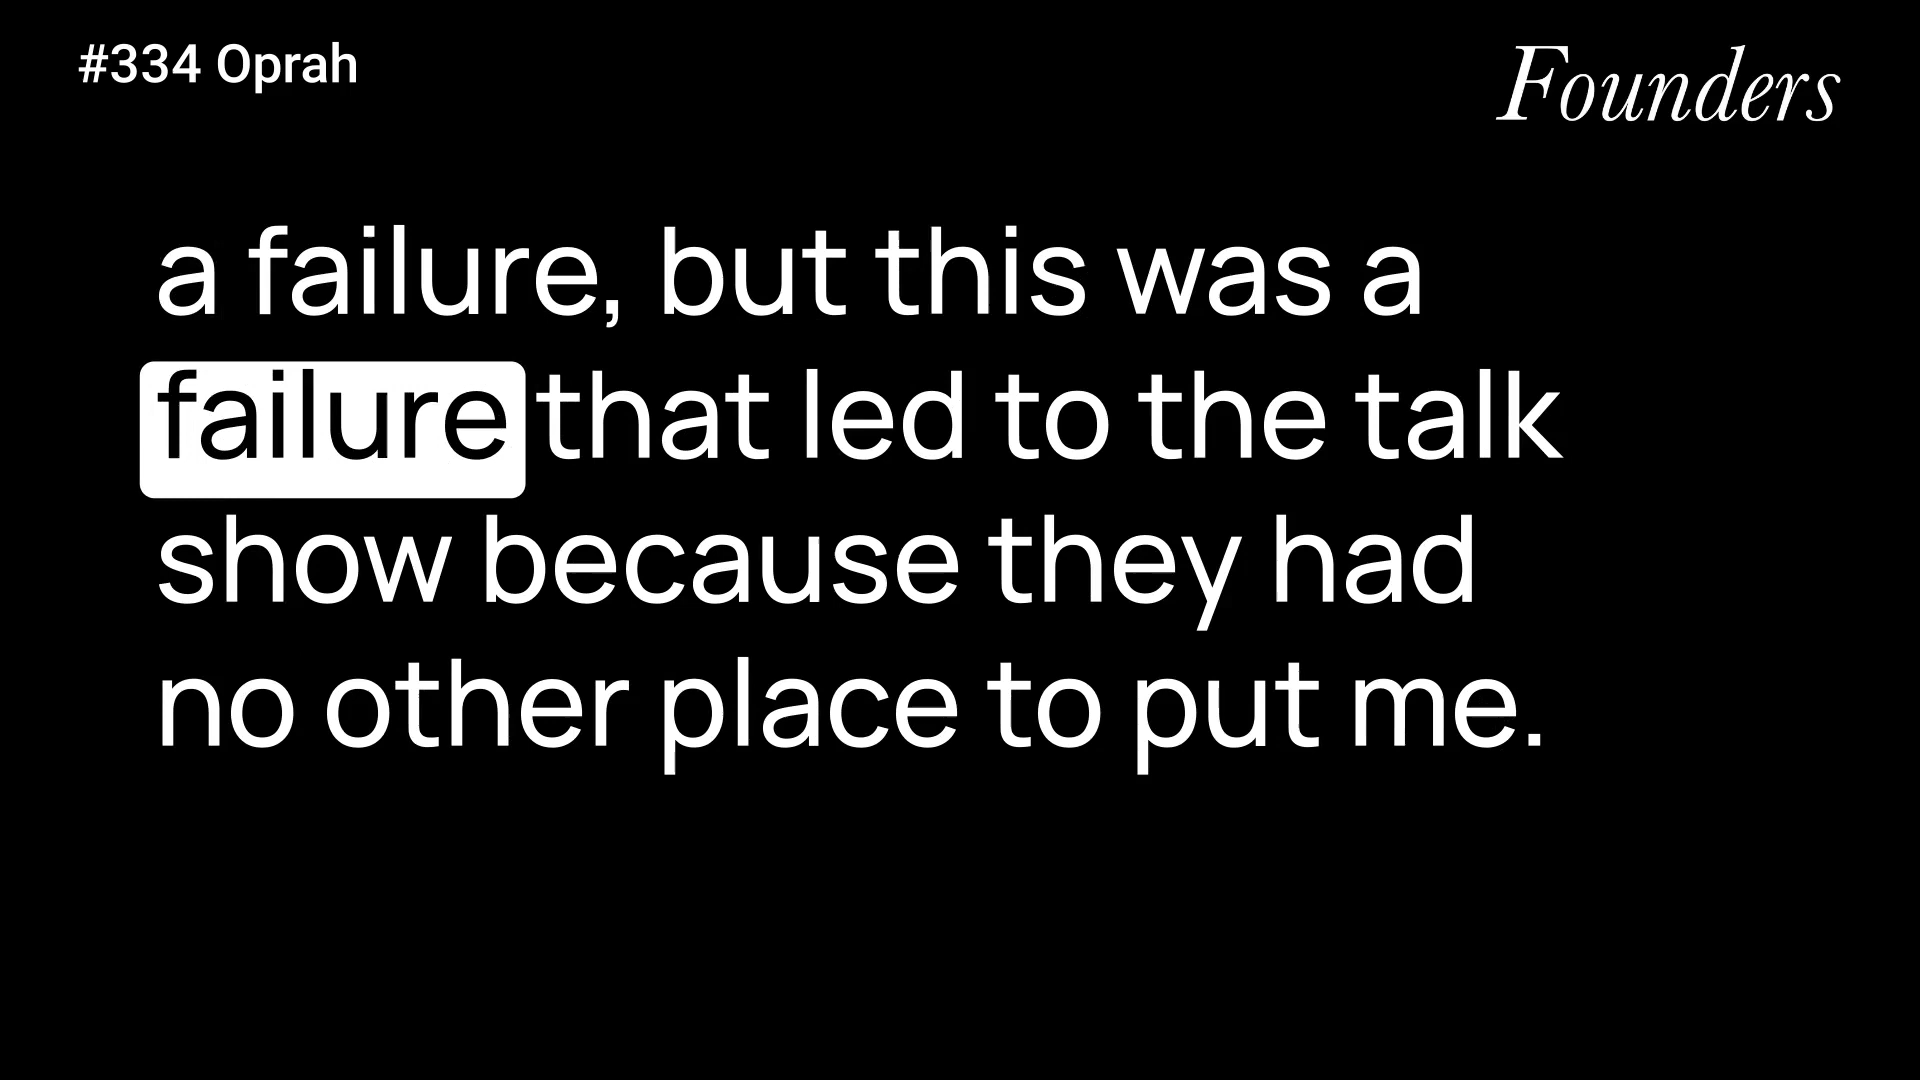 #334 Oprah
Founders
a failure, but this was a
failure that led to the talk
show because they had
no other place to put me.